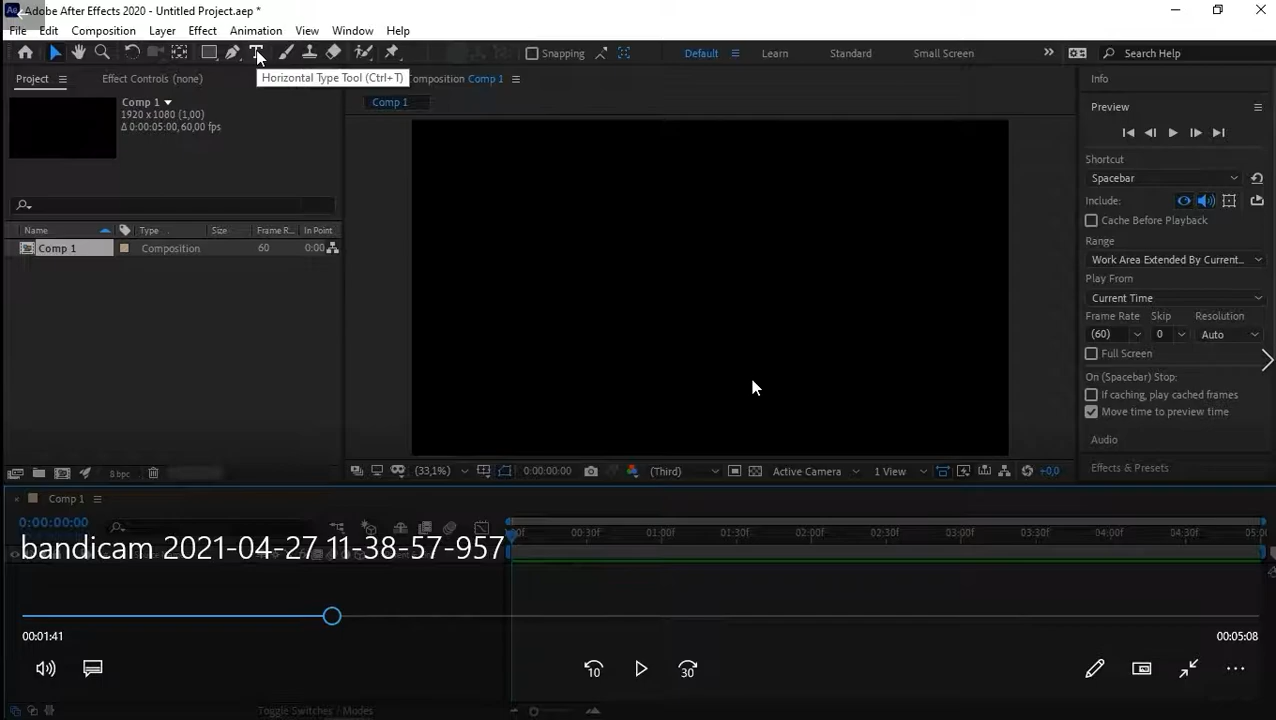 Adobe After Effects 2020 - Untitled Project.aep *
File Edit Composition Layer Effect Animation View Window Help
Snapping Default Learn Standard Small Screen Search Help
Project Effect Controls (none) Horizontal Type Tool (Ctrl+T) omposition Comp 1 Info
Comp 1
1920 x 1080 (1,00)
Δ 0:00:05:00, 60,00 fps
Comp 1
Preview
Shortcut
Spacebar
Include:
Cache Before Playback
Range
Work Area Extended By Current...
Play From
Current Time
Frame Rate Skip Resolution
(60) 0 Auto
Full Screen
On (Spacebar) Stop:
If caching, play cached frames
Move time to preview time
Audio
Effects & Presets
Name Type Size Frame R... In Point
Comp 1 Composition 60 0:00
8 bpc (33,1%) 0:00:00:00 (Third) Active Camera 1 View +0,0
Comp 1
0:00:00:00
00f 00:30f 01:00f 01:30f 02:00f 02:30f 03:00f 03:30f 04:00f 04:30f 05:00
bandicam 2021-04-27 11-38-57-957
00:01:41 00:05:08
10 30
Toggle Switches / Modes